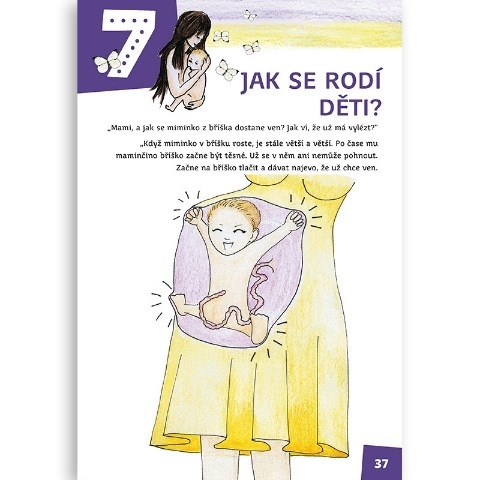 7
JAK SE RODÍ
DĚTI?
„Mami, a jak se miminko z bříška dostane ven? Jak ví, že už má vylézt?“
„Když miminko v bříšku roste, je stále větší a větší. Po čase mu
maminčino bříško začne být těsné. Už se v něm ani nemůže pohnout.
Začne na bříško tlačit a dávat najevo, že už chce ven.
37